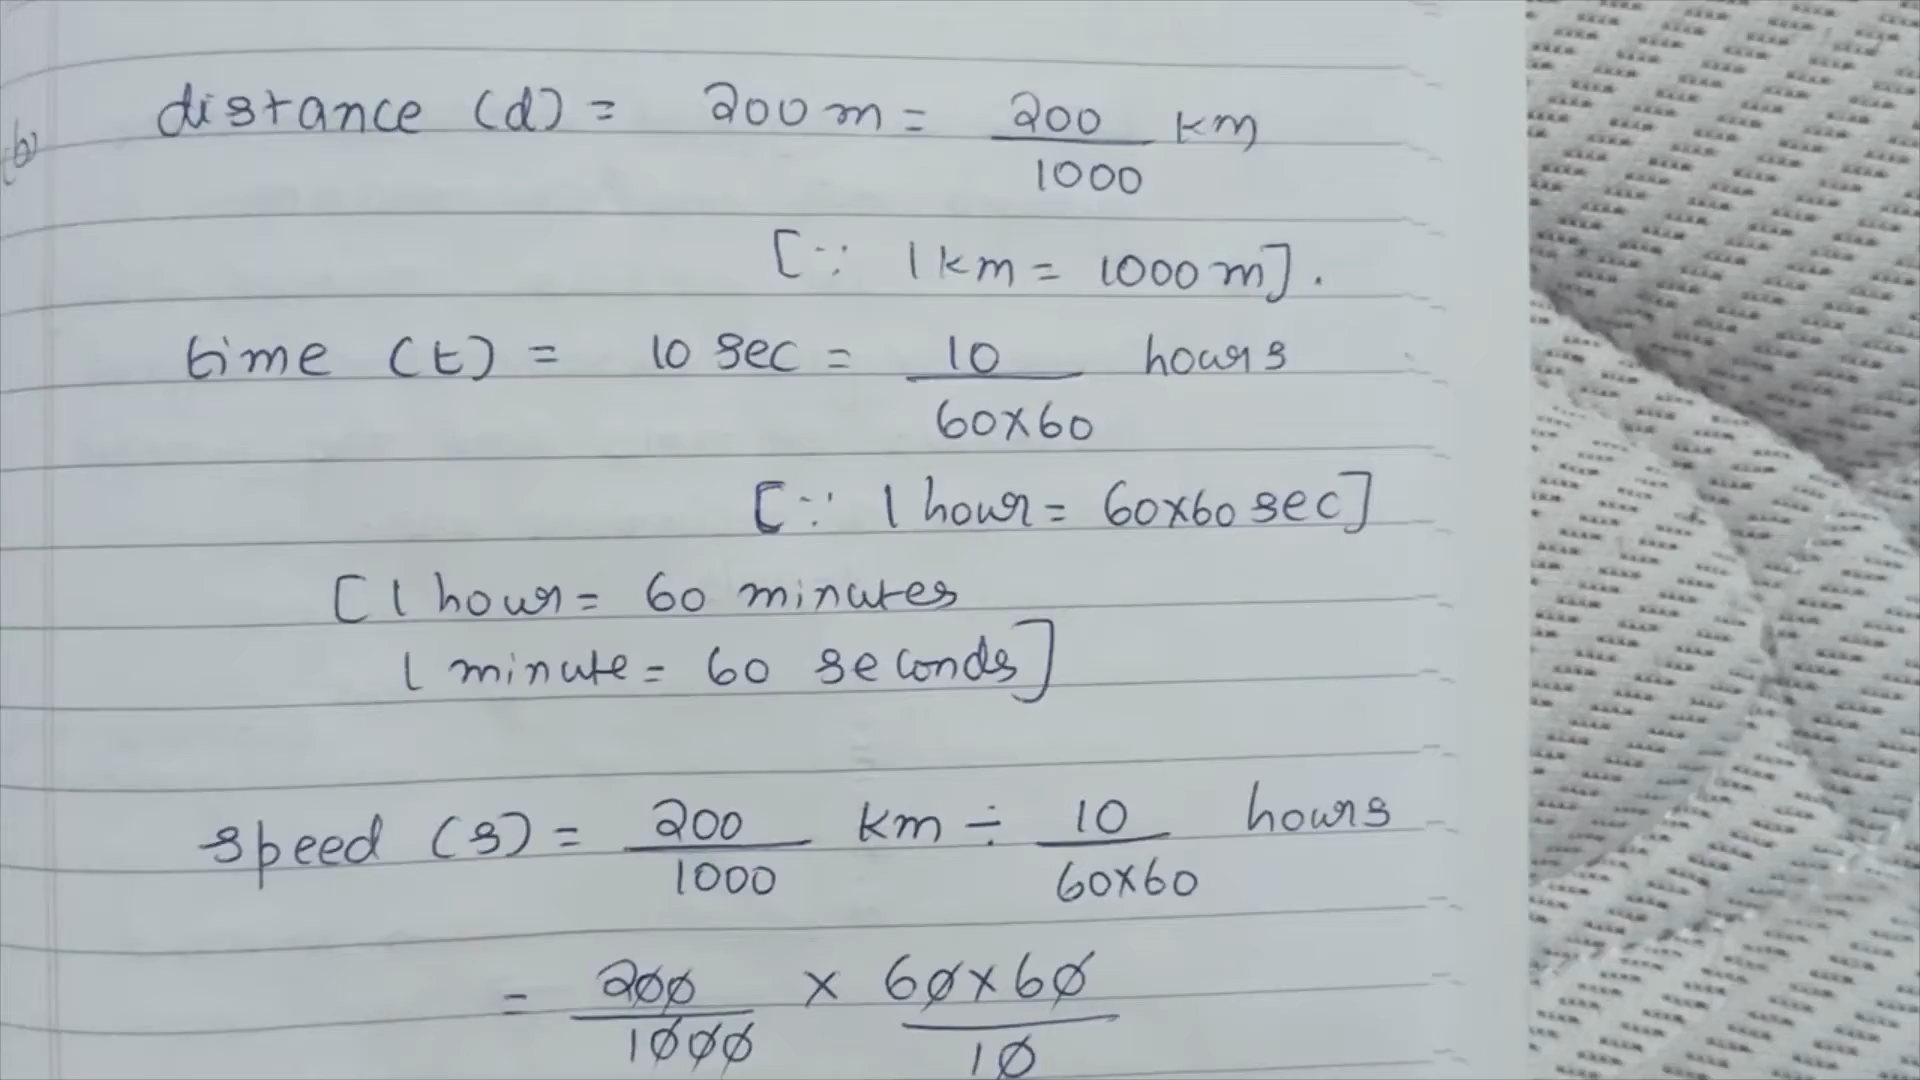 (b)
distance (d) = 200 m = 200/1000 km
[∵ 1 km = 1000 m].
time (t) = 10 sec = 10/60×60 hours
[∵ 1 hour = 60×60 sec]
[1 hour = 60 minutes
1 minute = 60 seconds]
speed (s) = 200/1000 km ÷ 10/60×60 hours
= 200/1000 × 60×60/10